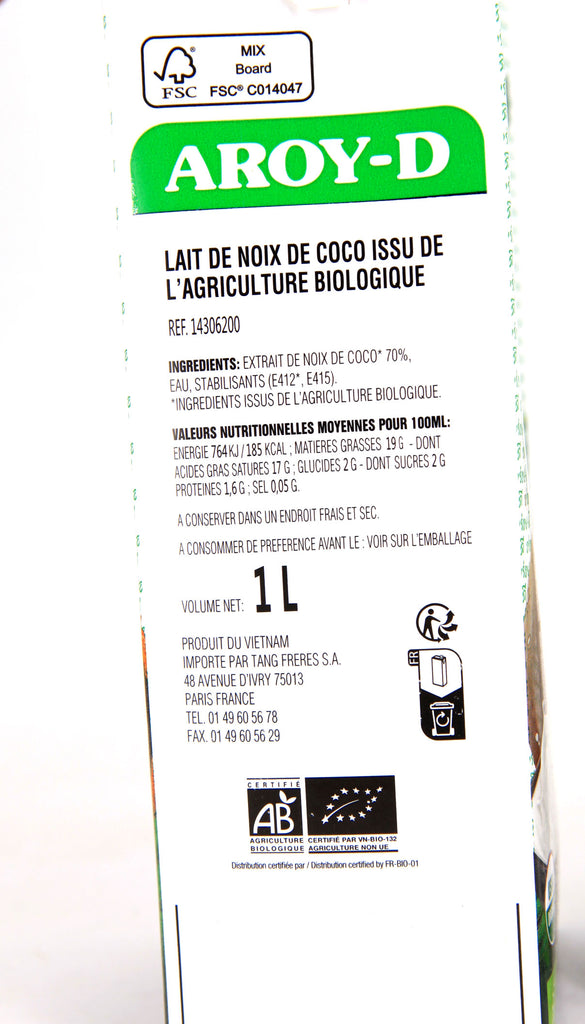 MIX
Board
FSC® C014047
FSC
AROY-D
LAIT DE NOIX DE COCO ISSU DE
L'AGRICULTURE BIOLOGIQUE
REF. 14306200
INGREDIENTS: EXTRAIT DE NOIX DE COCO* 70%,
EAU, STABILISANTS (E412*, E415).
*INGREDIENTS ISSUS DE L'AGRICULTURE BIOLOGIQUE.
VALEURS NUTRITIONNELLES MOYENNES POUR 100ML:
ENERGIE 764 KJ / 185 KCAL ; MATIERES GRASSES 19 G - DONT
ACIDES GRAS SATURES 17 G ; GLUCIDES 2 G - DONT SUCRES 2 G
PROTEINES 1,6 G ; SEL 0,05 G.
A CONSERVER DANS UN ENDROIT FRAIS ET SEC.
A CONSOMMER DE PREFERENCE AVANT LE : VOIR SUR L'EMBALLAGE
VOLUME NET: 1 L
PRODUIT DU VIETNAM
IMPORTE PAR TANG FRERES S.A.
48 AVENUE D'IVRY 75013
PARIS FRANCE
TEL. 01 49 60 56 78
FAX. 01 49 60 56 29
FR
CERTIFIÉ
AB
AGRICULTURE
BIOLOGIQUE
CERTIFIÉ PAR VN-BIO-132
AGRICULTURE NON UE
Distribution certifiée par / Distribution certified by FR-BIO-01